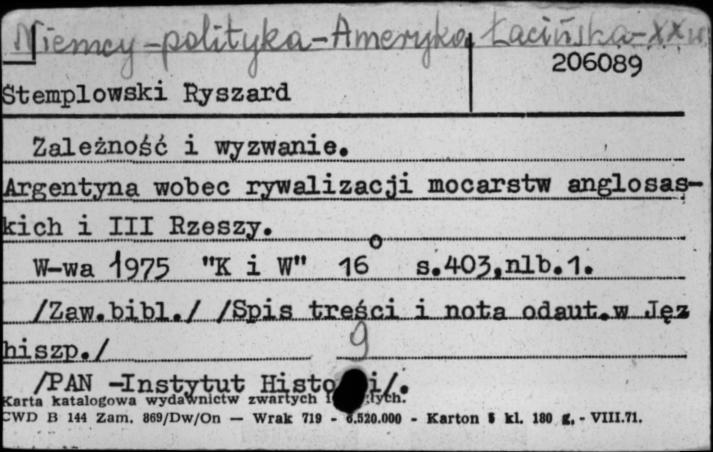 Niemcy-polityka-Ameryka Łacińska-XX w
206089
Stemplowski Ryszard
Zależność i wyzwanie.
Argentyna wobec rywalizacji mocarstw anglosas-
kich i III Rzeszy.
W-wa 1975 "K i W" 16° s.403,nlb.1.
/Zaw.bibl./ /Spis treści i nota odaut.w Jęz
hiszp./ 9
/PAN -Instytut Histo i/.
Karta katalogowa wydawnictw zwartych
CWD B 144 Zam. 869/Dw/On — Wrak 719 - 6.520.000 - Karton kl. 180 g, - VIII.71.